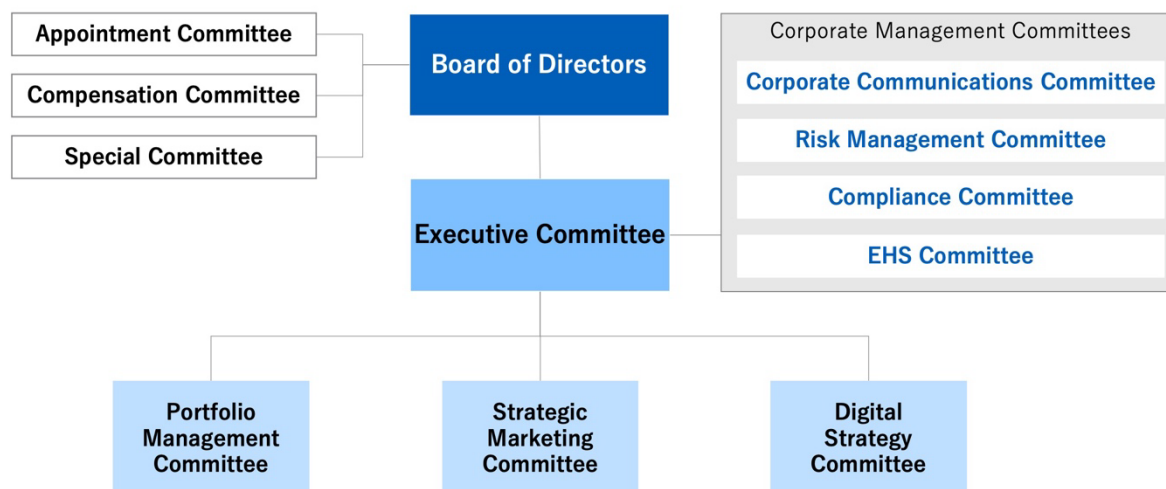 Appointment Committee
Compensation Committee
Special Committee
Board of Directors
Executive Committee
Corporate Management Committees
Corporate Communications Committee
Risk Management Committee
Compliance Committee
EHS Committee
Portfolio
Management
Committee
Strategic
Marketing
Committee
Digital
Strategy
Committee